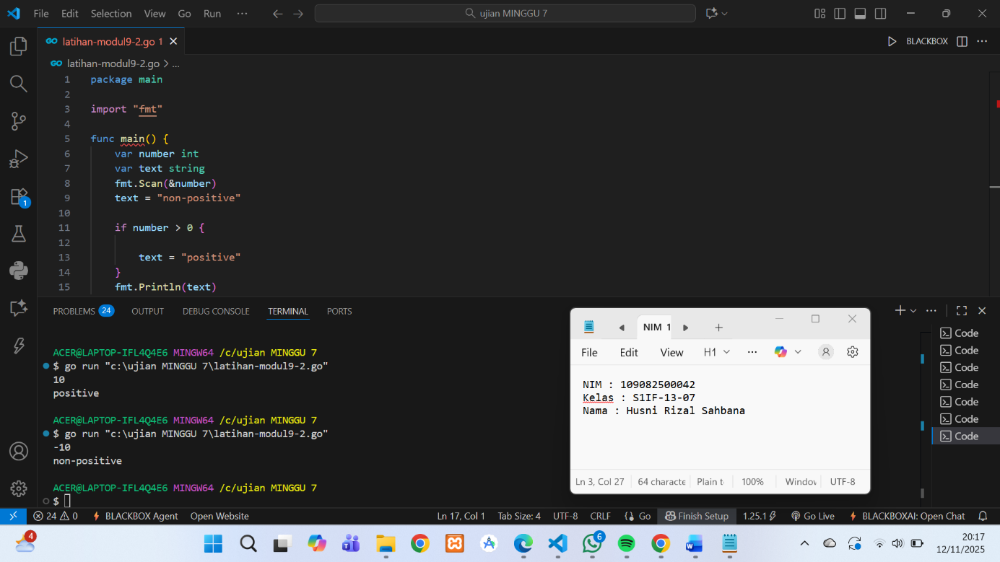 File Edit Selection View Go Run ··· ujian MINGGU 7
latihan-modul9-2.go 1
BLACKBOX
latihan-modul9-2.go > ...
1 package main
2
3 import "fmt"
4
5 func main() {
6 var number int
7 var text string
8 fmt.Scan(&number)
9 text = "non-positive"
10
11 if number > 0 {
12
13 text = "positive"
14 }
15 fmt.Println(text)
1
PROBLEMS 24 OUTPUT DEBUG CONSOLE TERMINAL PORTS
ACER@LAPTOP-IFL4Q4E6 MINGW64 /c/ujian MINGGU 7
$ go run "c:\ujian MINGGU 7\latihan-modul9-2.go"
10
positive
ACER@LAPTOP-IFL4Q4E6 MINGW64 /c/ujian MINGGU 7
$ go run "c:\ujian MINGGU 7\latihan-modul9-2.go"
-10
non-positive
ACER@LAPTOP-IFL4Q4E6 MINGW64 /c/ujian MINGGU 7
$
Code
Code
Code
Code
Code
Code
Code
NIM 1
File Edit View H1 ···
NIM : 109082500042
Kelas : S1IF-13-07
Nama : Husni Rizal Sahbana
Ln 3, Col 27 64 characte Plain t 100% Window UTF-8
24 0 BLACKBOX Agent Open Website Ln 17, Col 1 Tab Size: 4 UTF-8 CRLF Go Finish Setup 1.25.1 Go Live BLACKBOXAI: Open Chat
4
6
20:17
12/11/2025